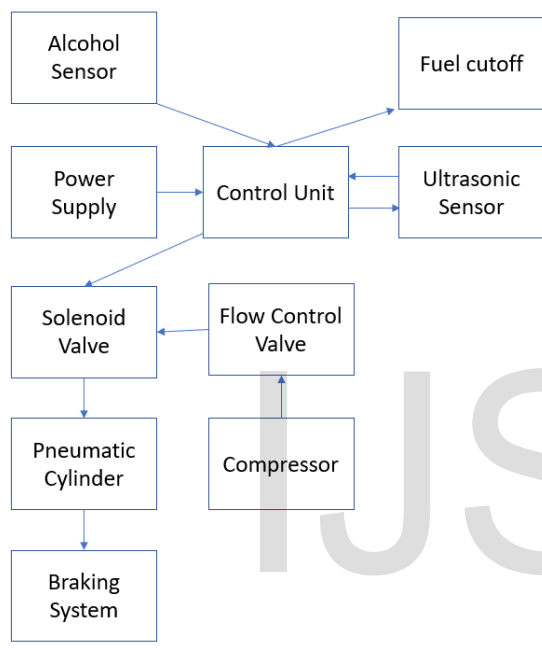 Alcohol
Sensor
Fuel cutoff
Power
Supply
Control Unit
Ultrasonic
Sensor
Solenoid
Valve
Flow Control
Valve
Pneumatic
Cylinder
Compressor
Braking
System
IJS